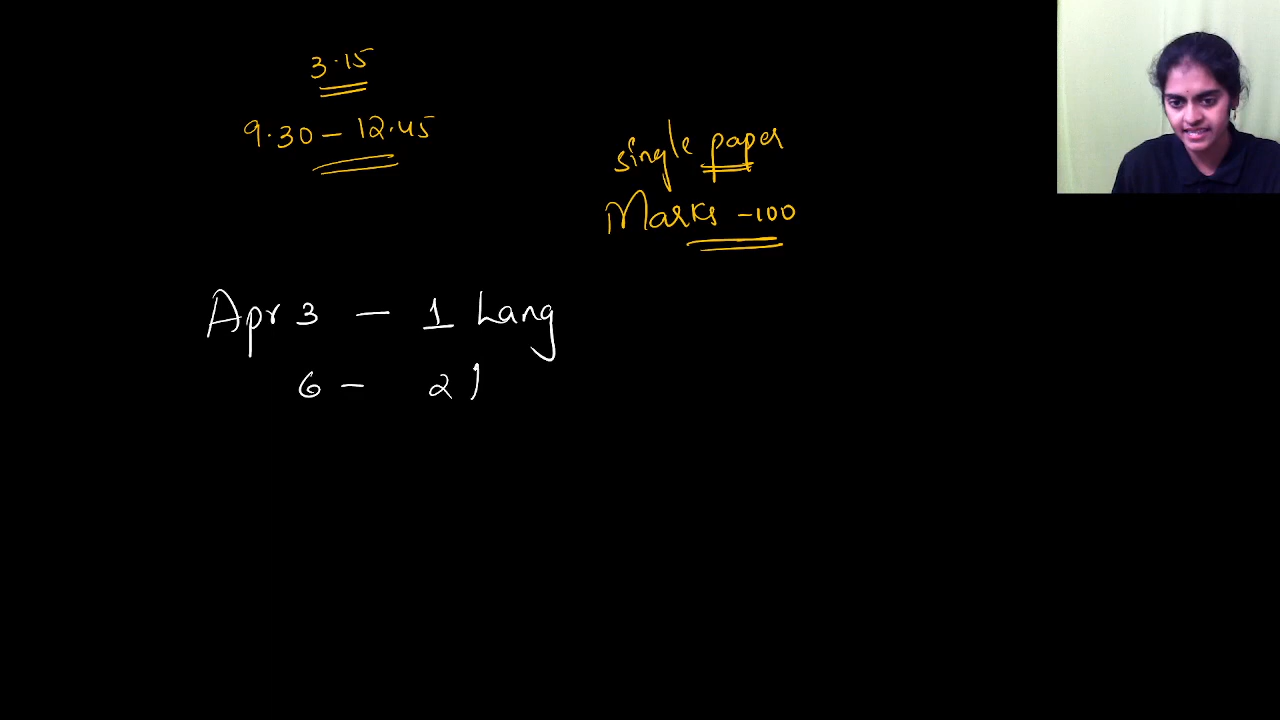 3.15
9.30 - 12.45
single paper
Marks - 100
Apr 3 - 1 Lang
6 - 2